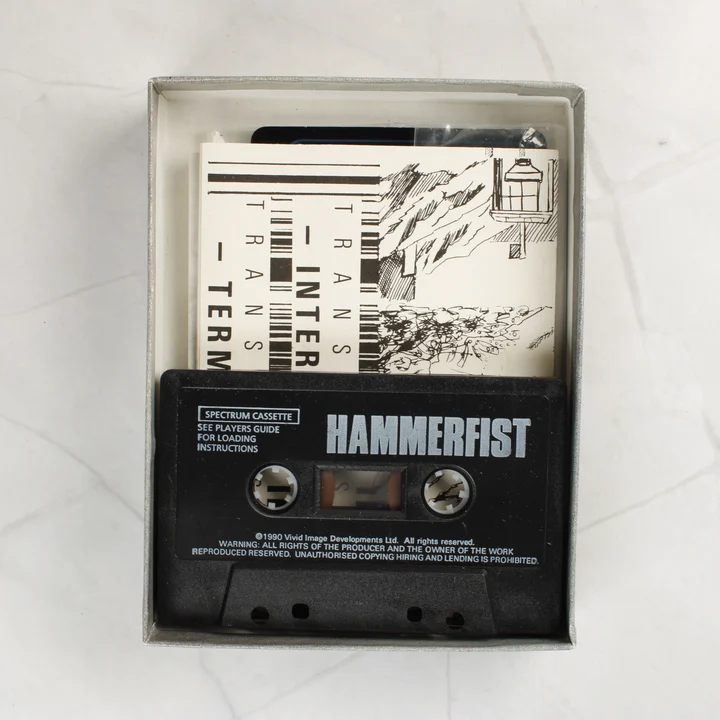 TRANS
– INTER
TRANS
– TERM
SPECTRUM CASSETTE
SEE PLAYERS GUIDE
FOR LOADING
INSTRUCTIONS
HAMMERFIST
©1990 Vivid Image Developments Ltd. All rights reserved.
WARNING: ALL RIGHTS OF THE PRODUCER AND THE OWNER OF THE WORK
REPRODUCED RESERVED. UNAUTHORISED COPYING HIRING AND LENDING IS PROHIBITED.